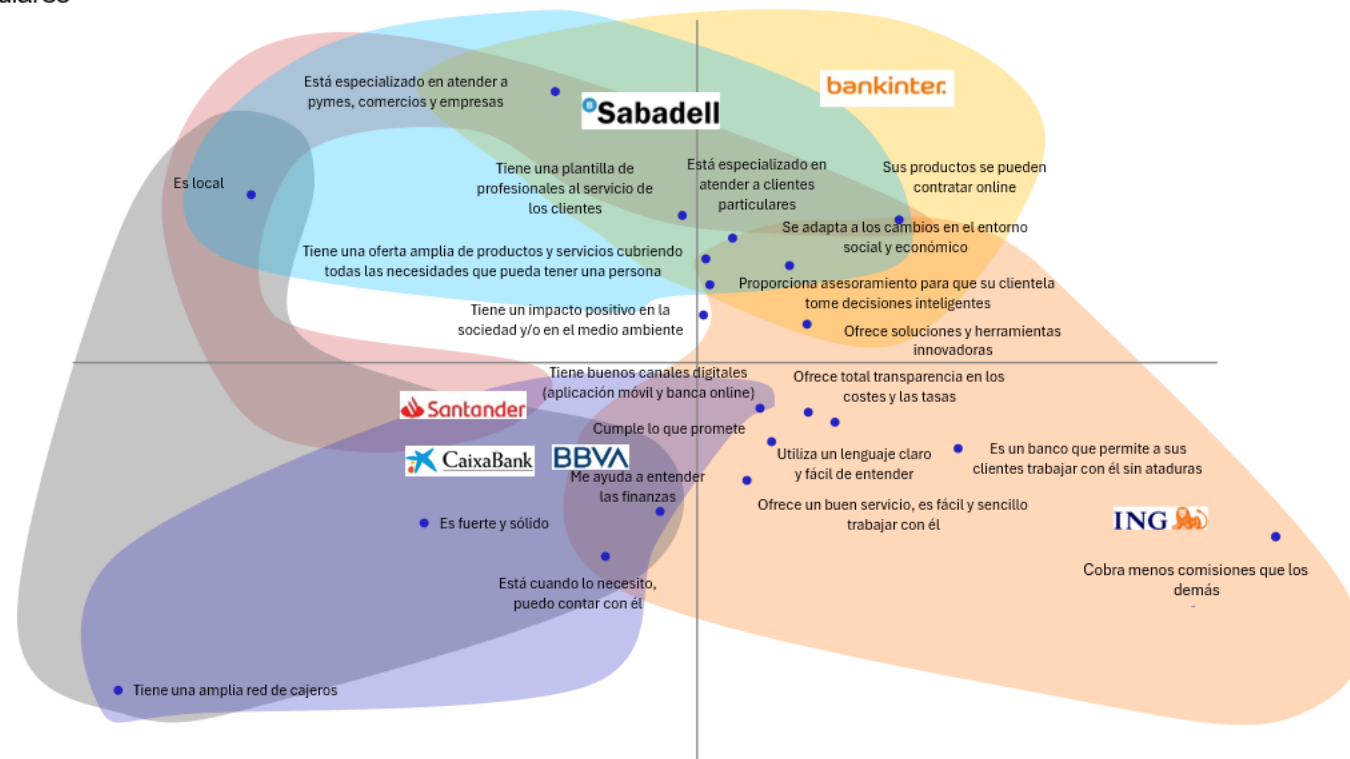 Está especializado en atender a
pymes, comercios y empresas
Sabadell
bankinter.
Es local
Tiene una plantilla de
profesionales al servicio de
los clientes
Está especializado en
atender a clientes
particulares
Sus productos se pueden
contratar online
Se adapta a los cambios en el entorno
social y económico
Tiene una oferta amplia de productos y servicios cubriendo
todas las necesidades que pueda tener una persona
Proporciona asesoramiento para que su clientela
tome decisiones inteligentes
Tiene un impacto positivo en la
sociedad y/o en el medio ambiente
Ofrece soluciones y herramientas
innovadoras
Tiene buenos canales digitales
(aplicación móvil y banca online)
Ofrece total transparencia en los
costes y las tasas
Santander
Cumple lo que promete
CaixaBank
BBVA
Utiliza un lenguaje claro
y fácil de entender
Es un banco que permite a sus
clientes trabajar con él sin ataduras
Me ayuda a entender
las finanzas
Ofrece un buen servicio, es fácil y sencillo
trabajar con él
Es fuerte y sólido
ING
Está cuando lo necesito,
puedo contar con él
Cobra menos comisiones que los
demás
-
Tiene una amplia red de cajeros